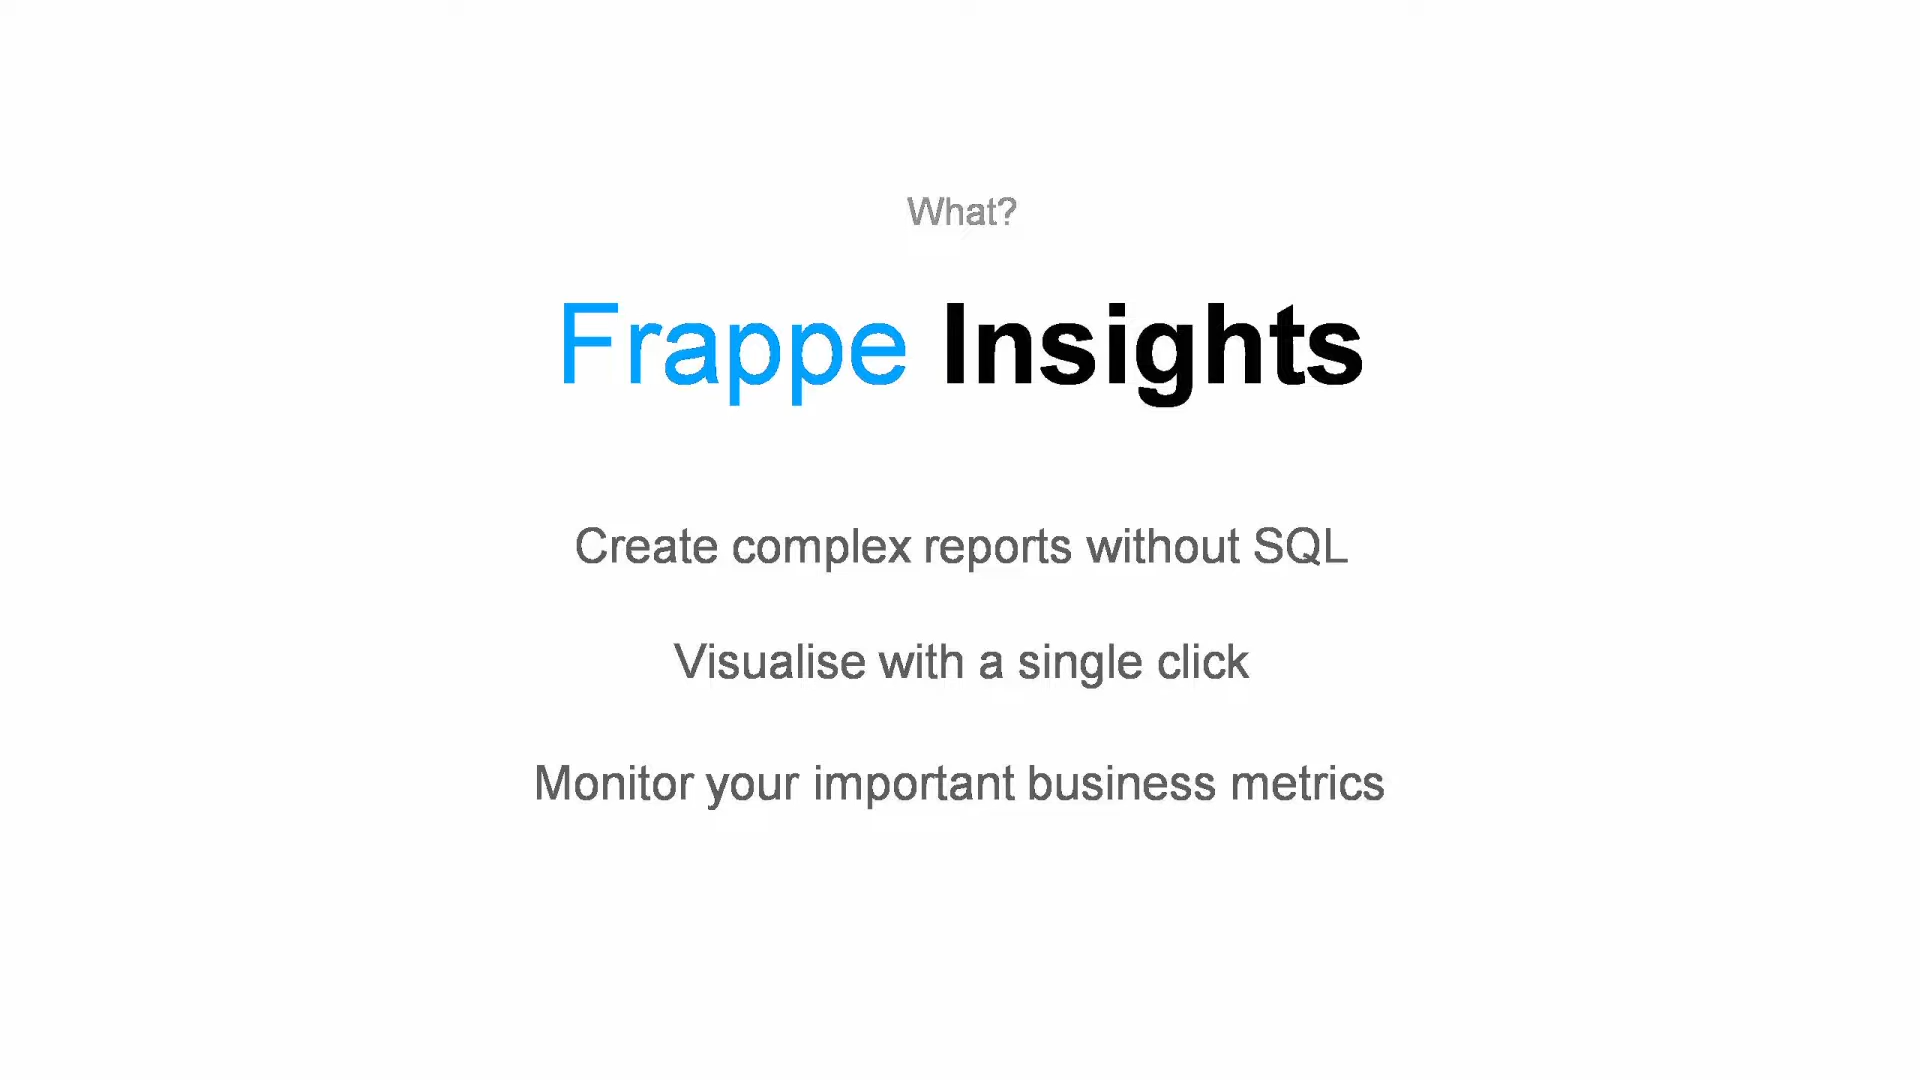 What?
Frappe Insights
Create complex reports without SQL
Visualise with a single click
Monitor your important business metrics